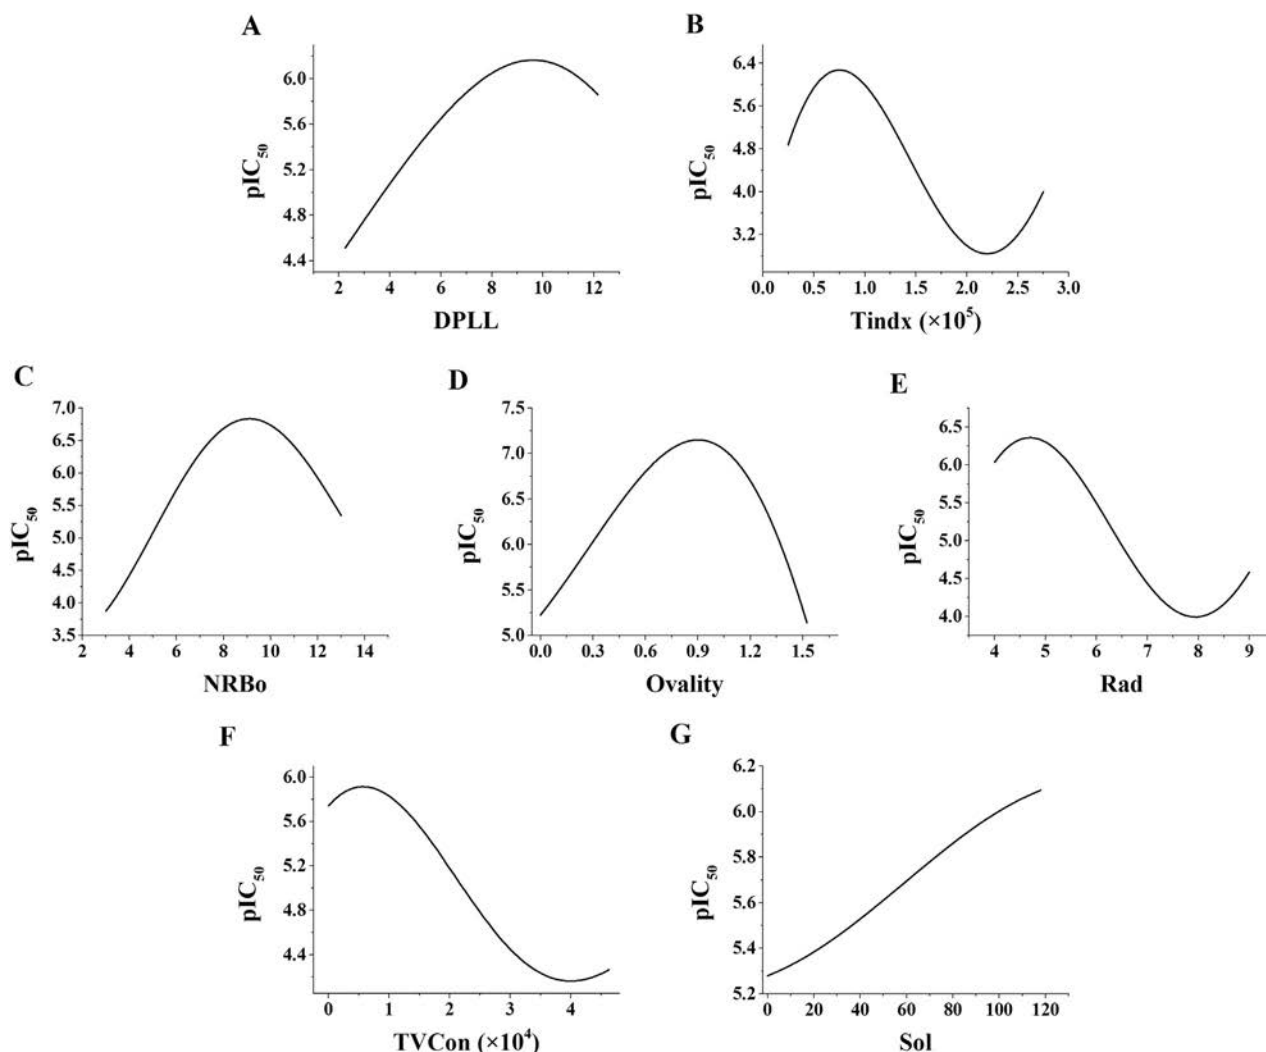 A
pIC50
6.0
5.6
5.2
4.8
4.4
2 4 6 8 10 12
DPLL
B
pIC50
6.4
5.6
4.8
4.0
3.2
0.0 0.5 1.0 1.5 2.0 2.5 3.0
Tindx (×10^5)
C
pIC50
7.0
6.5
6.0
5.5
5.0
4.5
4.0
3.5
2 4 6 8 10 12 14
NRBo
D
pIC50
7.5
7.0
6.5
6.0
5.5
5.0
0.0 0.3 0.6 0.9 1.2 1.5
Ovality
E
pIC50
6.5
6.0
5.5
5.0
4.5
4.0
4 5 6 7 8 9
Rad
F
pIC50
6.0
5.6
5.2
4.8
4.4
0 1 2 3 4
TVCon (×10^4)
G
pIC50
6.2
6.0
5.8
5.6
5.4
5.2
0 20 40 60 80 100 120
Sol